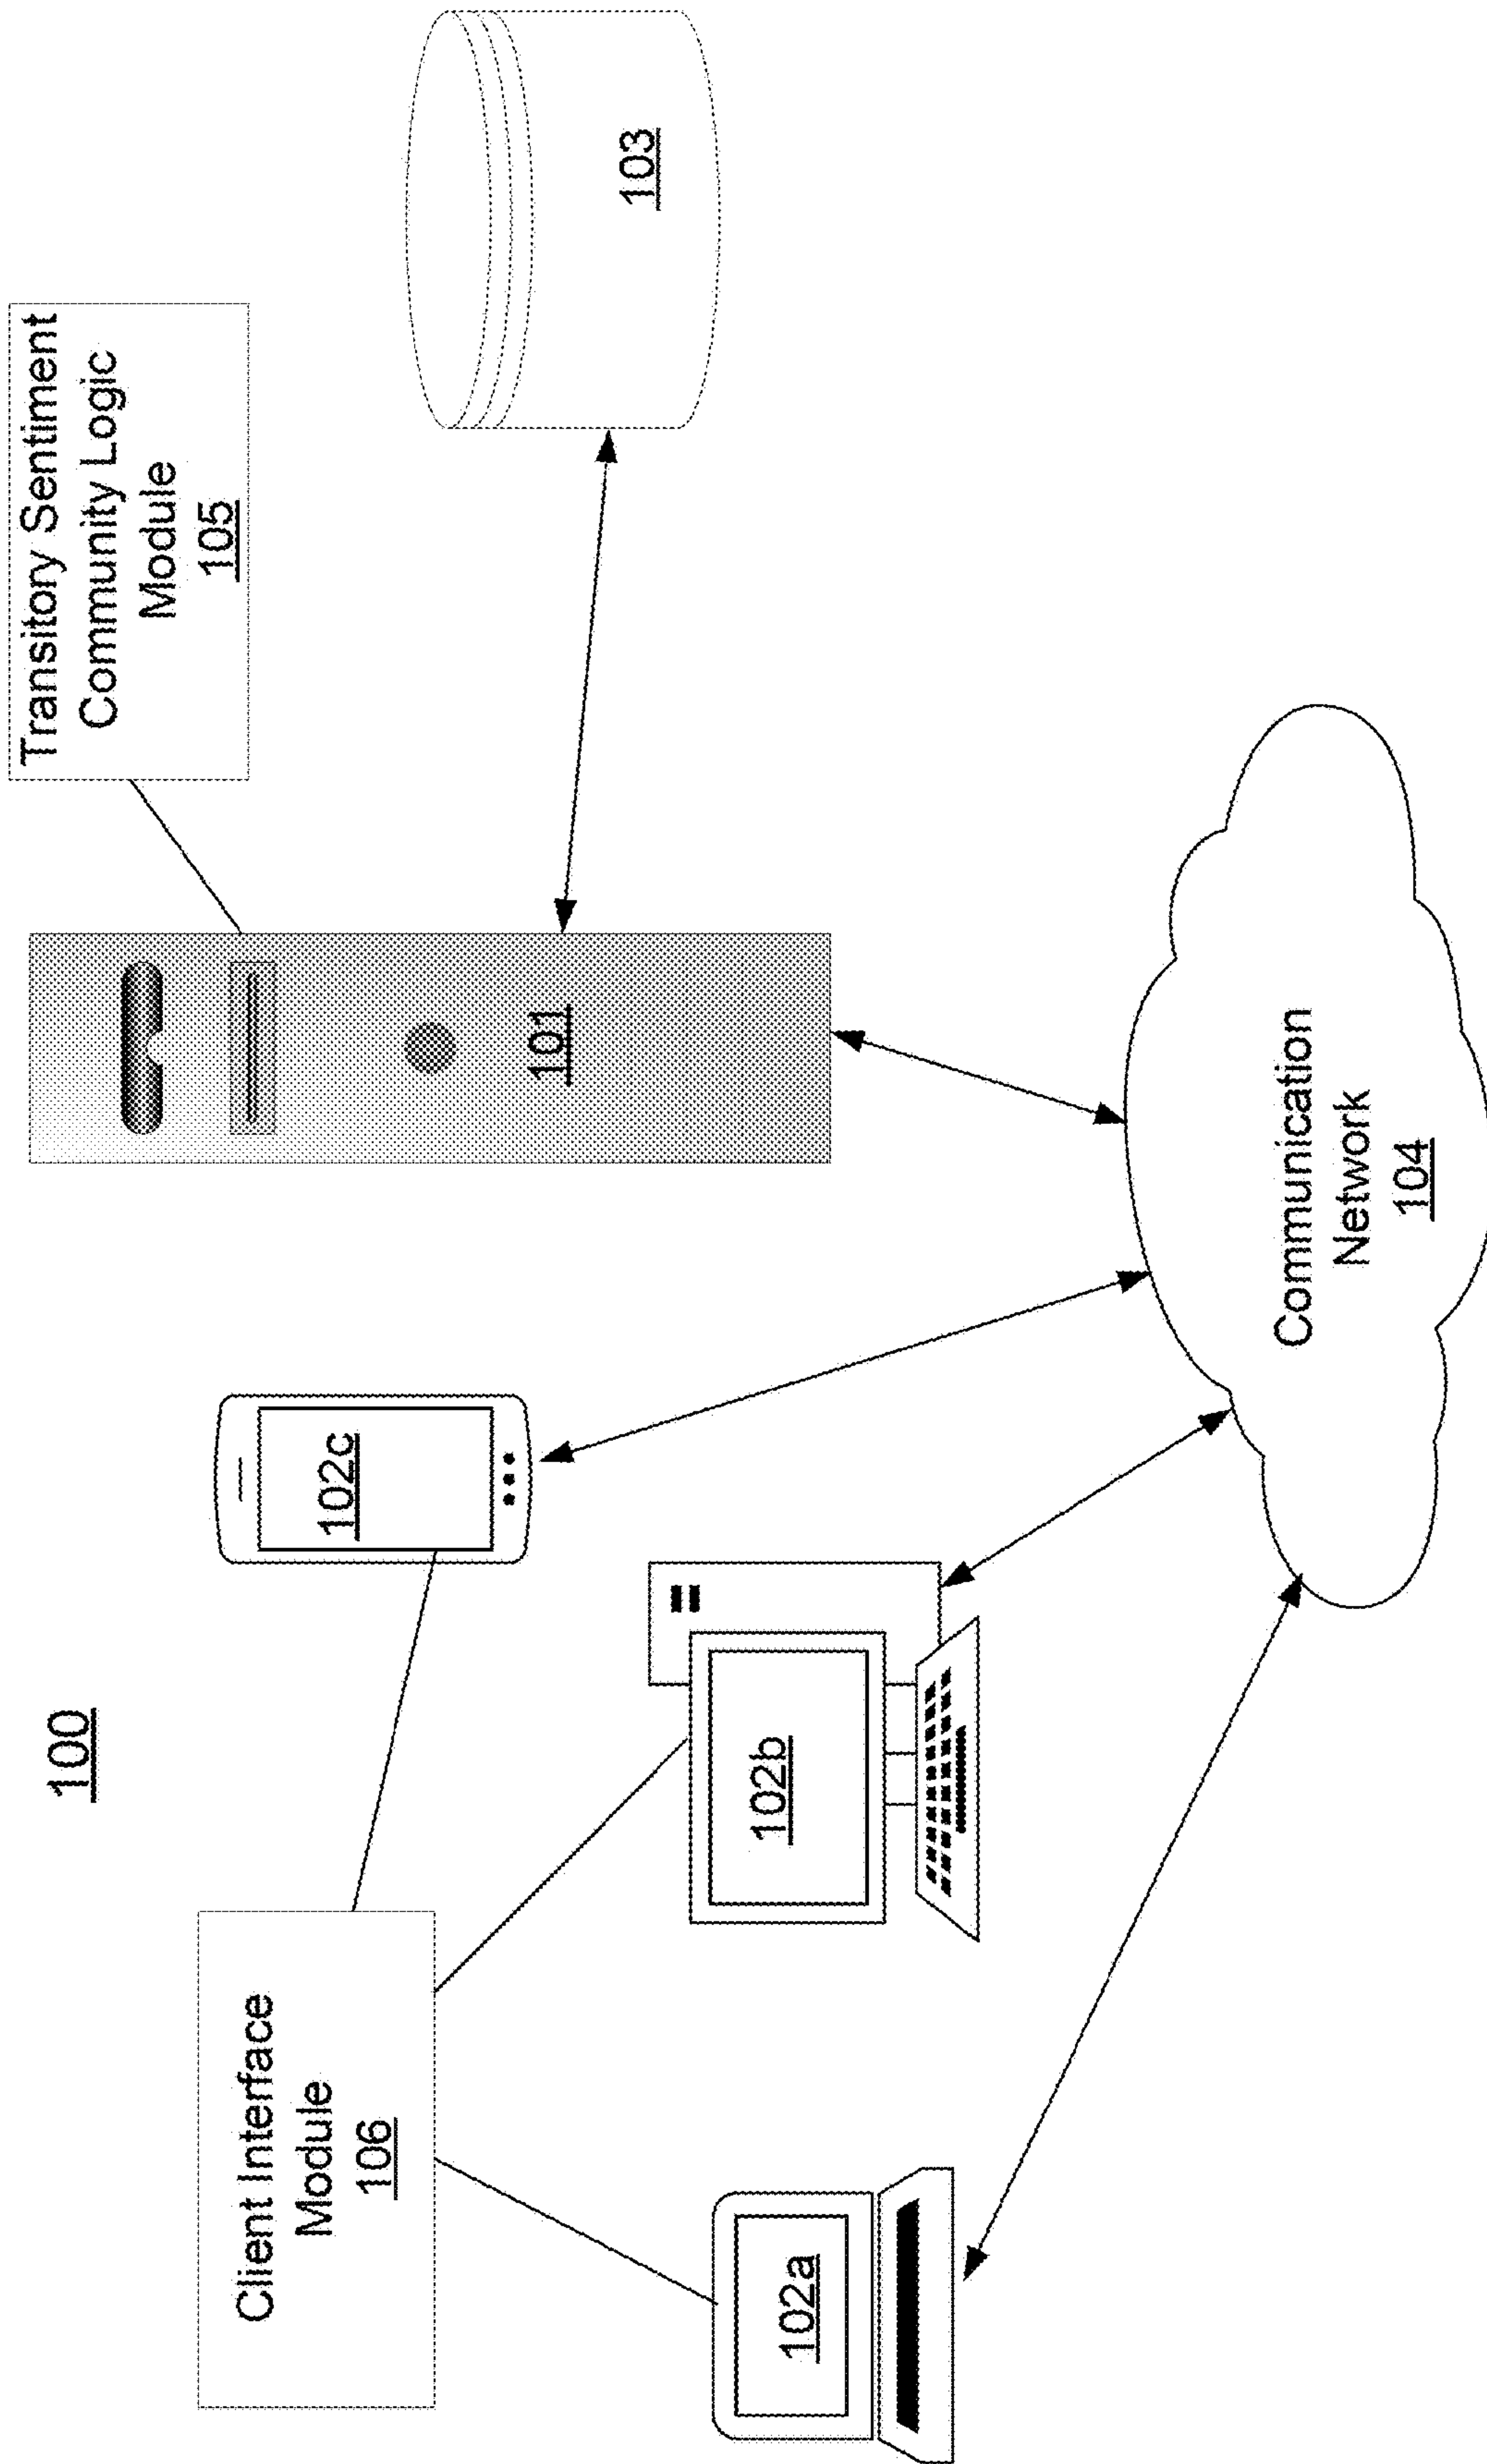 100
Client Interface
Module
106
Transitory Sentiment
Community Logic
Module
105
102c
101
103
102b
102a
Communication
Network
104